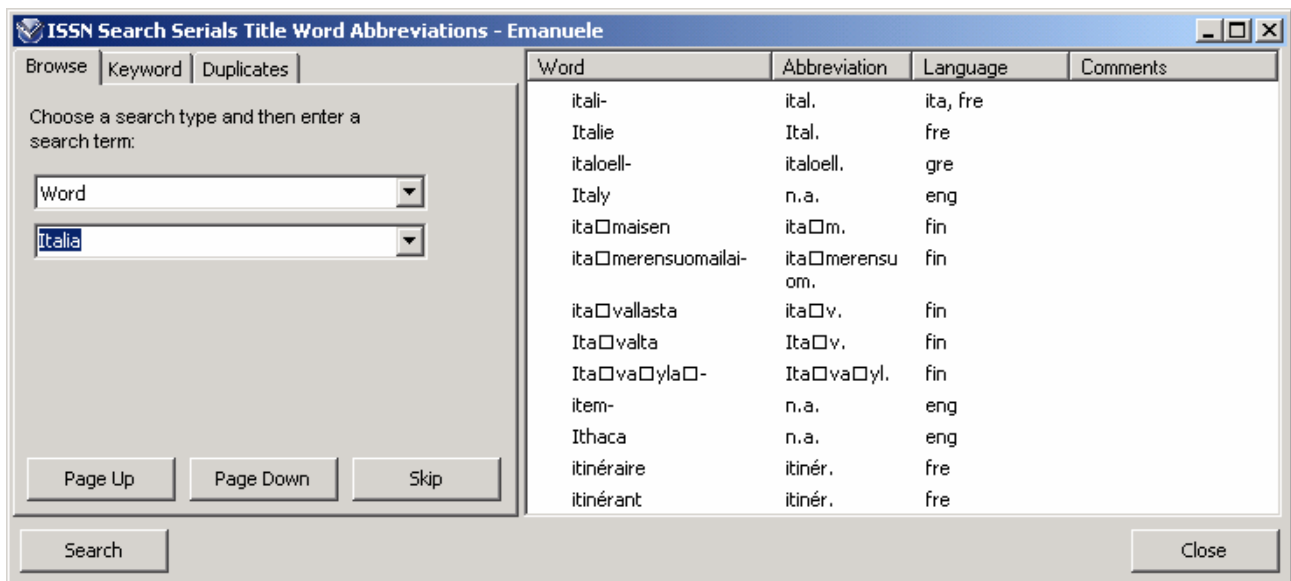 ISSN Search Serials Title Word Abbreviations - Emanuele
Browse Keyword Duplicates
Choose a search type and then enter a
search term:
Word
Italia
Page Up Page Down Skip
Search
Word Abbreviation Language Comments
itali- ital. ita, fre
Italie Ital. fre
italoell- italoell. gre
Italy n.a. eng
ita□maisen ita□m. fin
ita□merensuomailai- ita□merensu fin
om.
ita□vallasta ita□v. fin
Ita□valta Ita□v. fin
Ita□va□yla□- Ita□va□yl. fin
item- n.a. eng
Ithaca n.a. eng
itinéraire itinér. fre
itinérant itinér. fre
Close